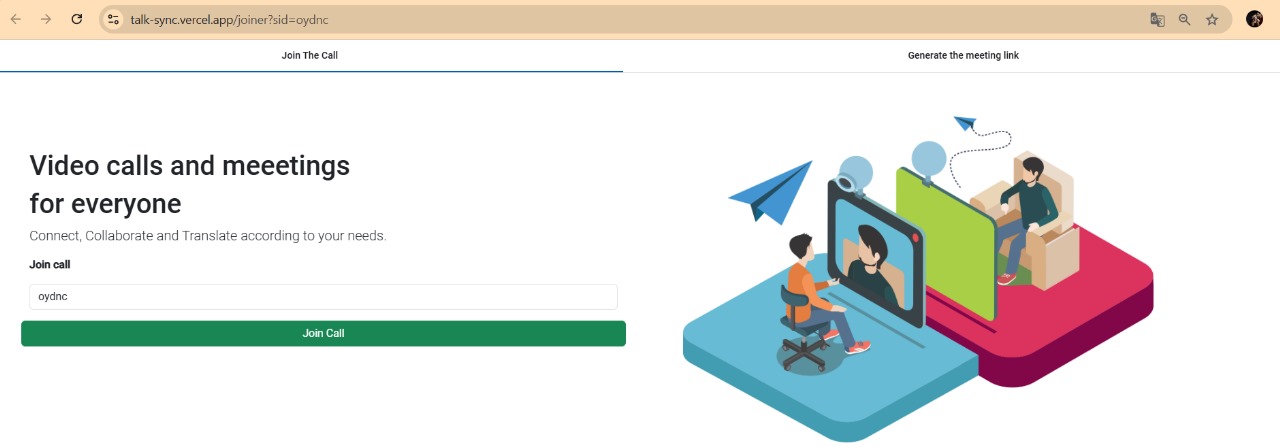 talk-sync.vercel.app/joiner?sid=oydnc
Join The Call
Generate the meeting link
Video calls and meeetings
for everyone
Connect, Collaborate and Translate according to your needs.
Join call
oydnc
Join Call